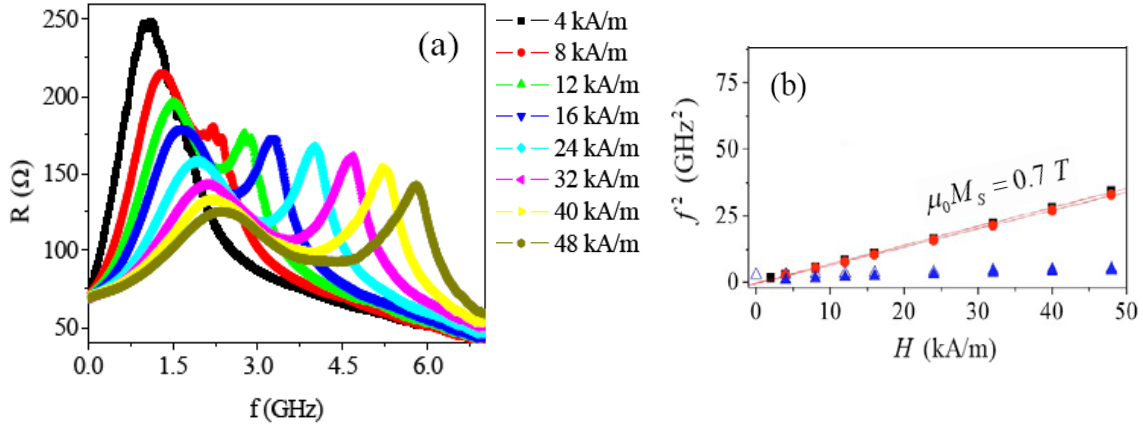 (a)
250
200
150
100
50
R (Ω)
0.0 1.5 3.0 4.5 6.0
f (GHz)
4 kA/m
8 kA/m
12 kA/m
16 kA/m
24 kA/m
32 kA/m
40 kA/m
48 kA/m
(b)
75
50
25
0
f² (GHz²)
μ₀Mₛ = 0.7 T
0 10 20 30 40 50
H (kA/m)